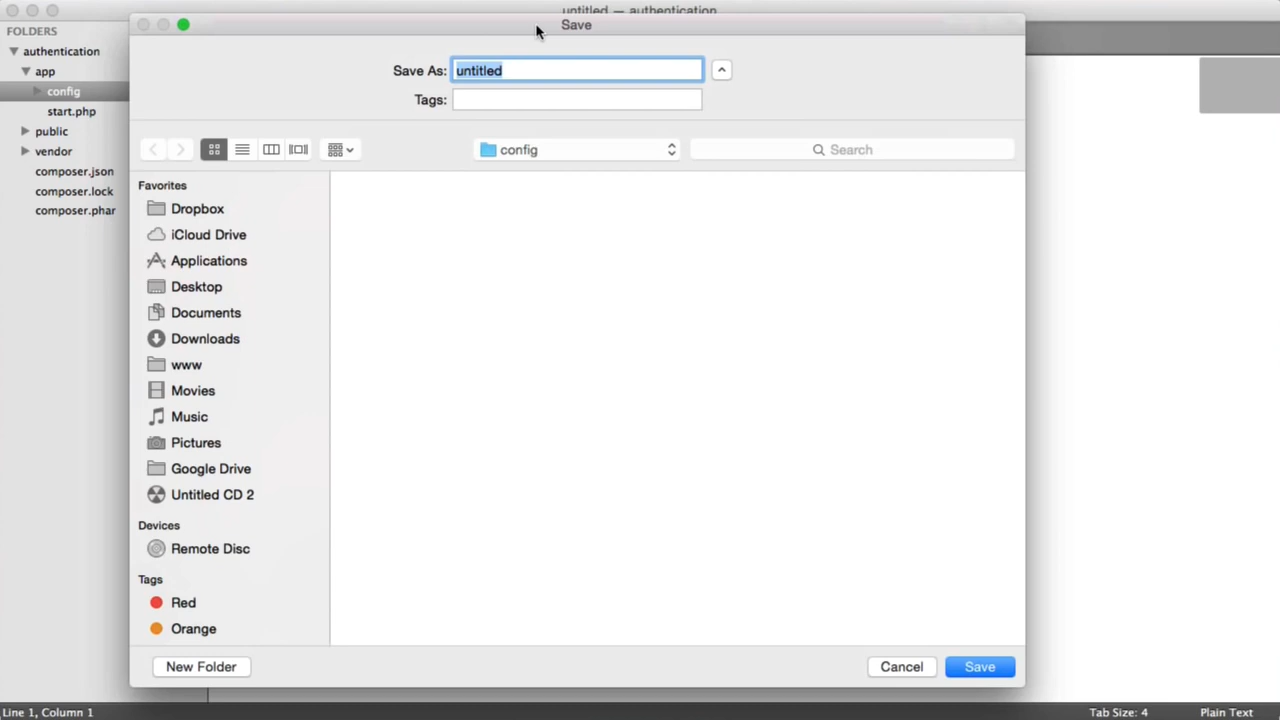 untitled — authentication
Save
FOLDERS
authentication
app
config
start.php
public
vendor
composer.json
composer.lock
composer.phar
Save As: untitled
Tags:
config
Search
Favorites
Dropbox
iCloud Drive
Applications
Desktop
Documents
Downloads
www
Movies
Music
Pictures
Google Drive
Untitled CD 2
Devices
Remote Disc
Tags
Red
Orange
New Folder
Cancel
Save
Line 1, Column 1
Tab Size: 4
Plain Text